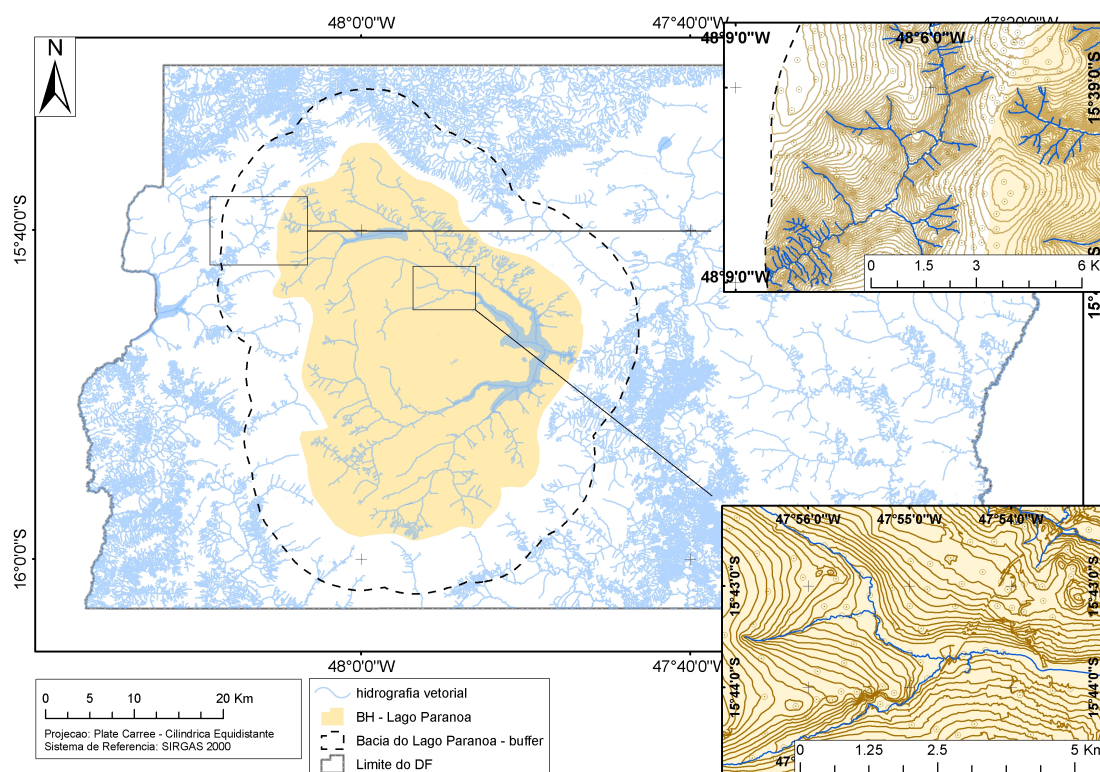 48°0'0"W
47°40'0"W
47°20'0"W
N
15°40'0"S
16°0'0"S
48°0'0"W
47°40'0"W
48°9'0"W
48°6'0"W
15°39'0"S
48°9'0"W
0 1.5 3 6 K
47°56'0"W
47°55'0"W
47°54'0"W
15°43'0"S
15°43'0"S
15°44'0"S
15°44'0"S
47°
0 1.25 2.5 5 Km
0 5 10 20 Km
Projecao: Plate Carree - Cilindrica Equidistante
Sistema de Referencia: SIRGAS 2000
hidrografia vetorial
BH - Lago Paranoa
Bacia do Lago Paranoa - buffer
Limite do DF